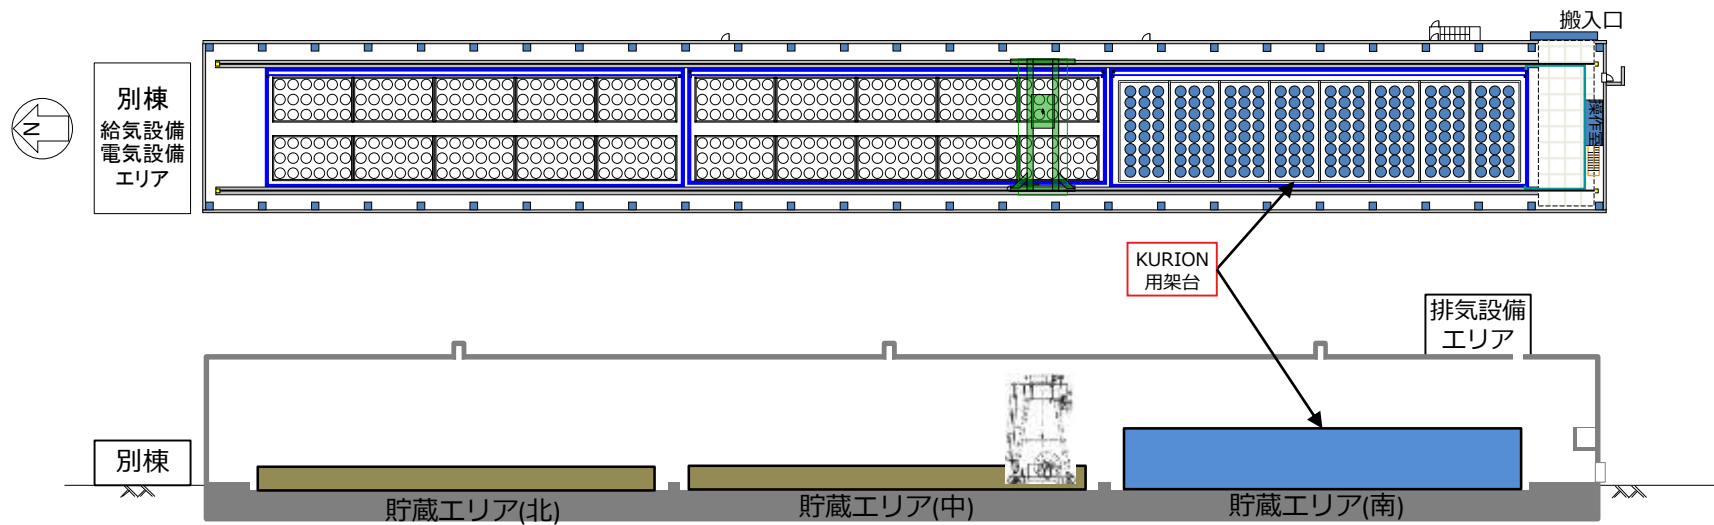 搬入口
別棟
給気設備
電気設備
エリア
N
操作室
KURION
用架台
排気設備
エリア
別棟
貯蔵エリア(北)
貯蔵エリア(中)
貯蔵エリア(南)